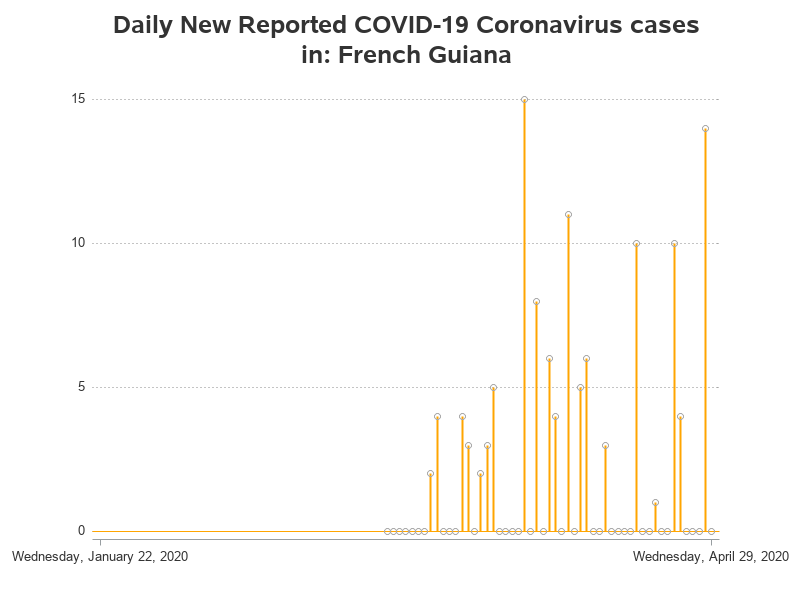 Daily New Reported COVID-19 Coronavirus cases
in: French Guiana
15
10
5
0
Wednesday, January 22, 2020
Wednesday, April 29, 2020